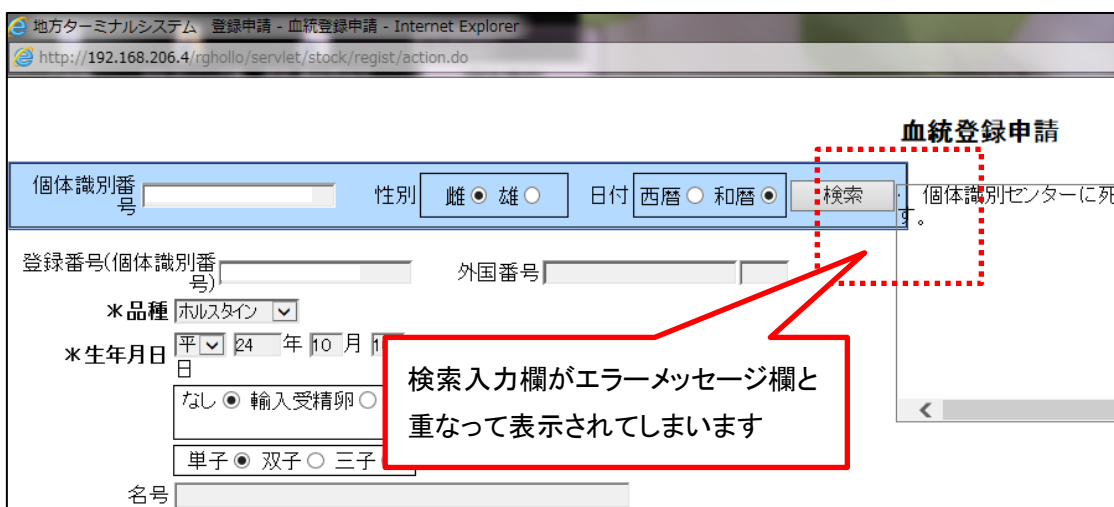 地方ターミナルシステム 登録申請 - 血統登録申請 - Internet Explorer
http://192.168.206.4/rghollo/servlet/stock/regist/action.do
血統登録申請
個体識別番号 性別 雌 雄 日付 西暦 和暦 検索
・ 個体識別センターに死
す。
登録番号(個体識別番号) 外国番号
*品種 ホルスタイン
*生年月日 平 24 年 10 月 日
なし 輸入受精卵
検索入力欄がエラーメッセージ欄と
重なって表示されてしまいます
単子 双子 三子
名号